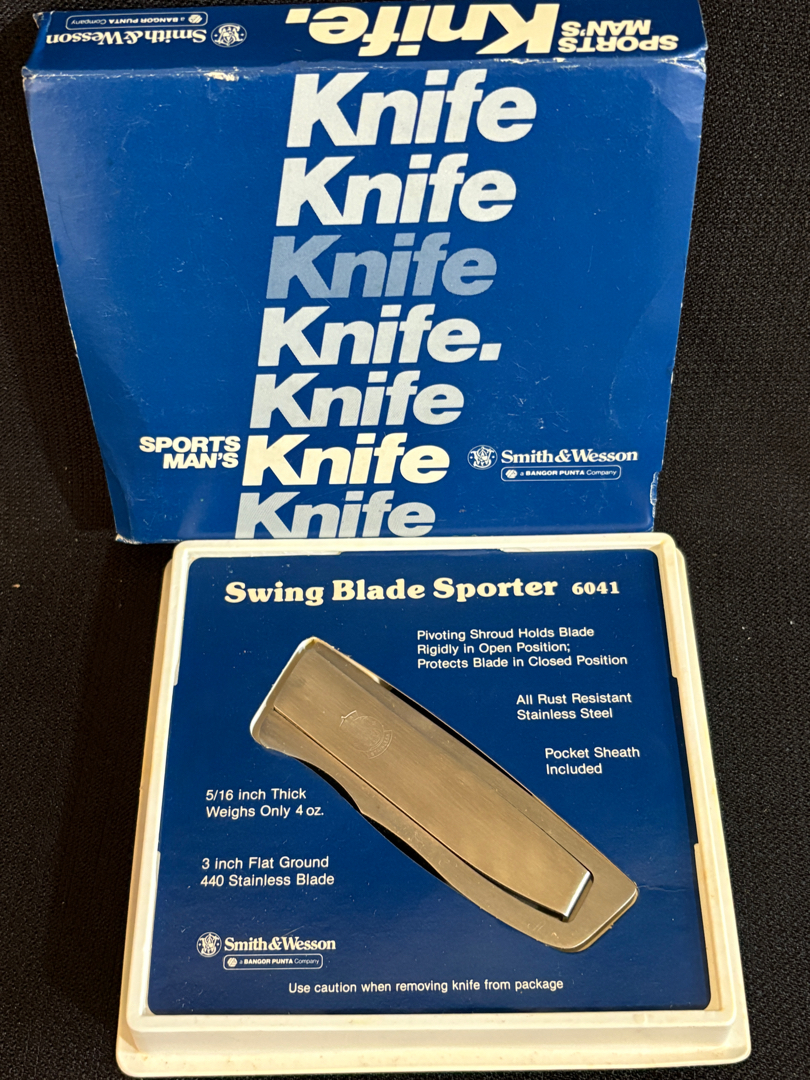 SPORTS
MAN'S
Knife.
Smith & Wesson
a BANGOR PUNTA Company
Knife
Knife
Knife
Knife.
Knife
SPORTS
MAN'S
Knife
Smith & Wesson
a BANGOR PUNTA Company
Knife
Swing Blade Sporter 6041
Pivoting Shroud Holds Blade
Rigidly in Open Position;
Protects Blade in Closed Position
All Rust Resistant
Stainless Steel
Pocket Sheath
Included
5/16 inch Thick
Weighs Only 4 oz.
3 inch Flat Ground
440 Stainless Blade
Smith & Wesson
a BANGOR PUNTA Company
Use caution when removing knife from package